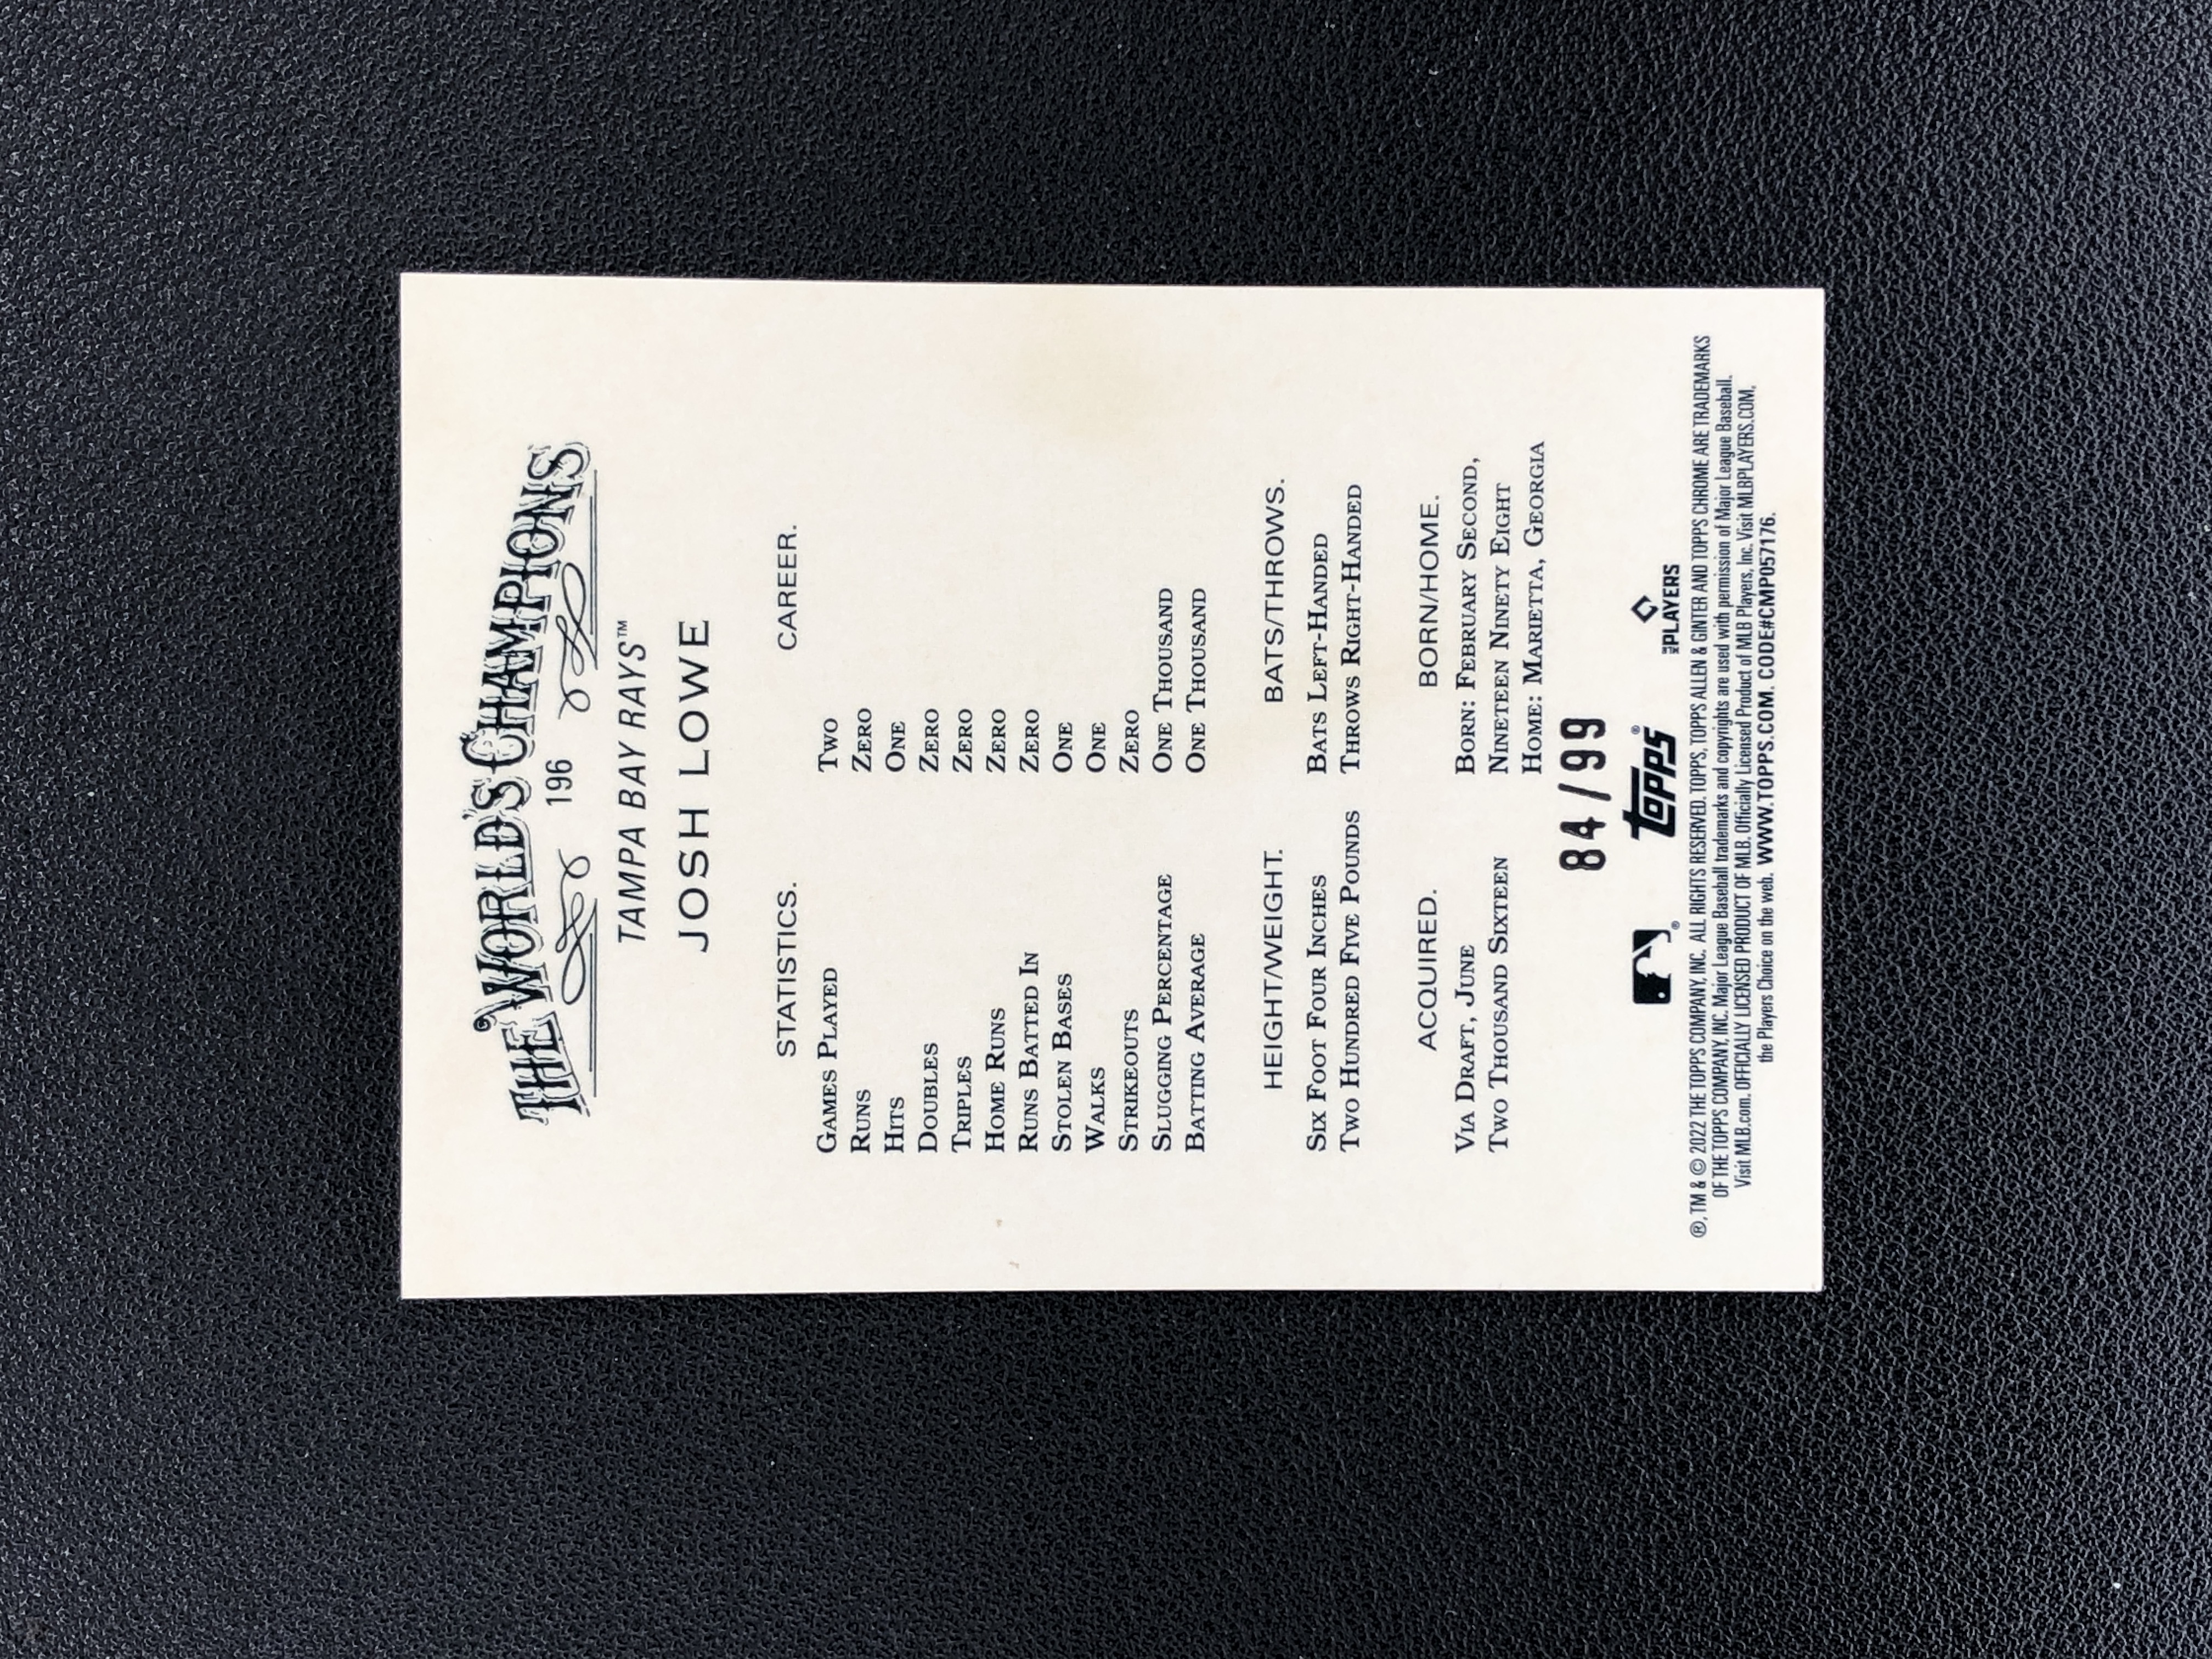 THE WORLD'S CHAMPIONS
196
TAMPA BAY RAYS™
JOSH LOWE
STATISTICS. CAREER.
GAMES PLAYED TWO
RUNS ZERO
HITS ONE
DOUBLES ZERO
TRIPLES ZERO
HOME RUNS ZERO
RUNS BATTED IN ZERO
STOLEN BASES ONE
WALKS ONE
STRIKEOUTS ZERO
SLUGGING PERCENTAGE ONE THOUSAND
BATTING AVERAGE ONE THOUSAND
HEIGHT/WEIGHT. BATS/THROWS.
SIX FOOT FOUR INCHES BATS LEFT-HANDED
TWO HUNDRED FIVE POUNDS THROWS RIGHT-HANDED
ACQUIRED. BORN/HOME.
VIA DRAFT, JUNE BORN: FEBRUARY SECOND,
TWO THOUSAND SIXTEEN NINETEEN NINETY EIGHT
HOME: MARIETTA, GEORGIA
84/99
® topps® MLB PLAYERS
®, TM & © 2022 THE TOPPS COMPANY, INC. ALL RIGHTS RESERVED. TOPPS, TOPPS ALLEN & GINTER AND TOPPS CHROME ARE TRADEMARKS
OF THE TOPPS COMPANY, INC. Major League Baseball trademarks and copyrights are used with permission of Major League Baseball.
Visit MLB.com. OFFICIALLY LICENSED PRODUCT OF MLB. Officially Licensed Product of MLB Players, Inc. Visit MLBPLAYERS.COM,
the Players Choice on the web. WWW.TOPPS.COM. CODE#CMP057176.